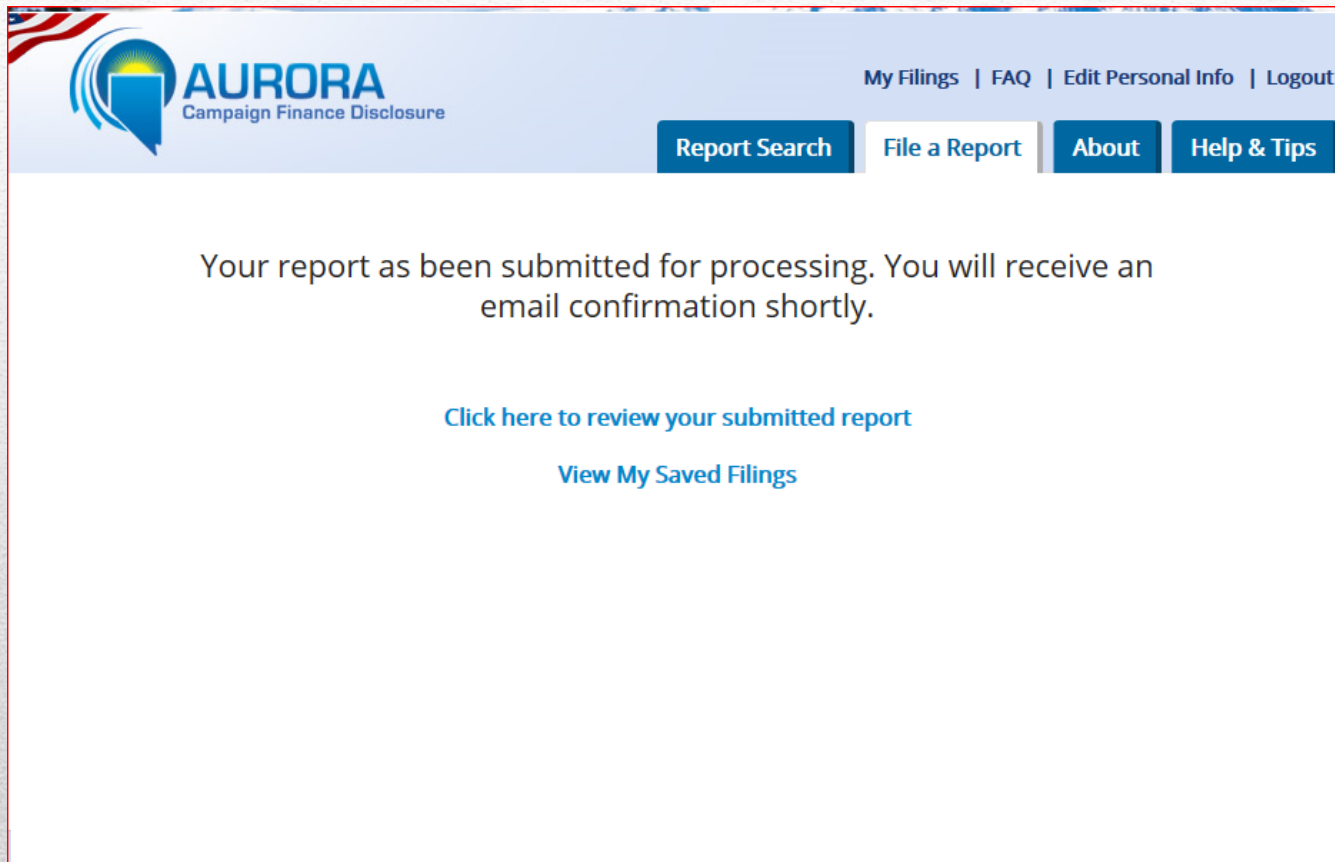 AURORA
Campaign Finance Disclosure
My Filings | FAQ | Edit Personal Info | Logout
Report Search File a Report About Help & Tips
Your report as been submitted for processing. You will receive an
email confirmation shortly.
Click here to review your submitted report
View My Saved Filings